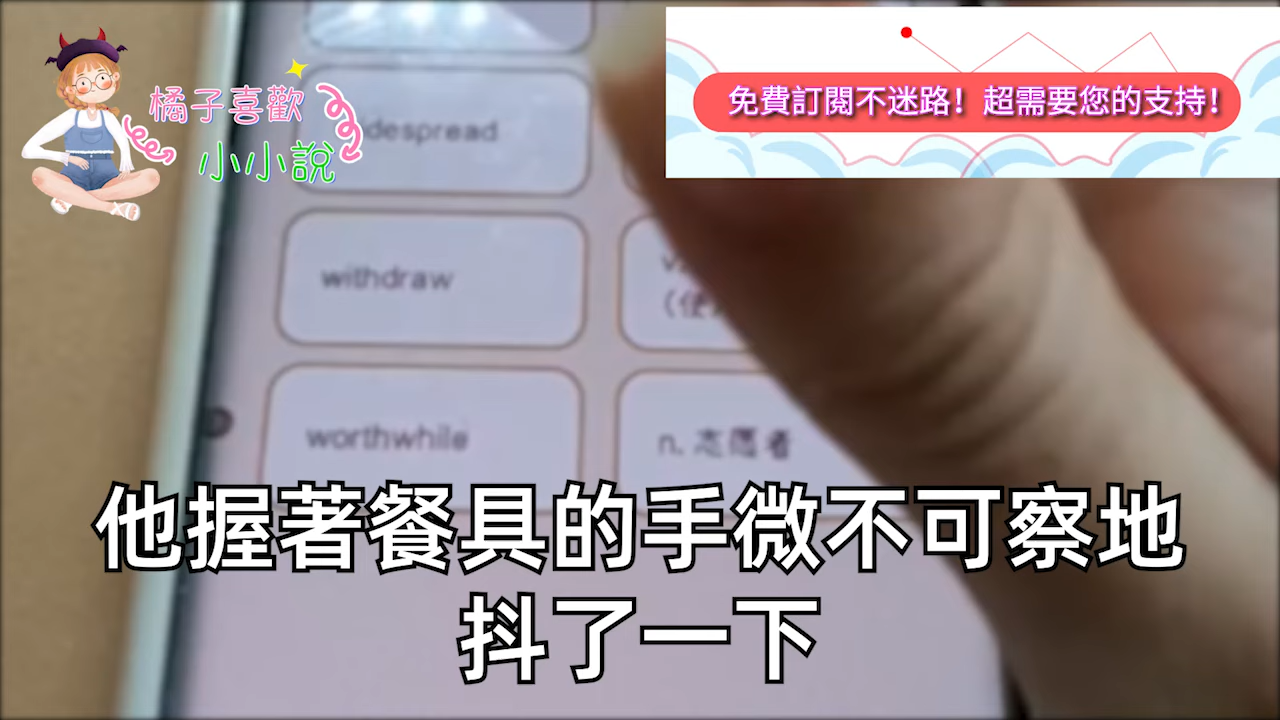 橘子喜歡
小小說
免費訂閱不迷路！超需要您的支持！
withdraw
worthwhile
n. 志愿者
他握著餐具的手微不可察地
抖了一下